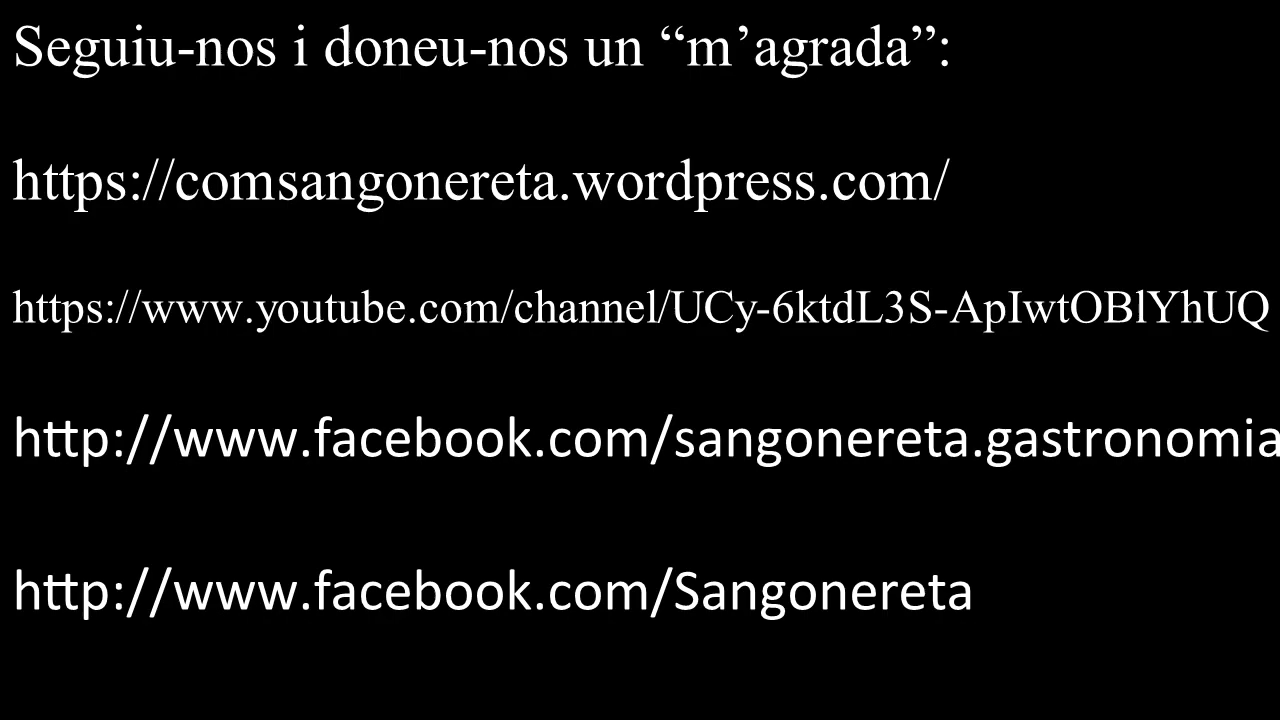 Seguiu-nos i doneu-nos un “m’agrada”:
https://comsangonereta.wordpress.com/
https://www.youtube.com/channel/UCy-6ktdL3S-ApIwtOBlYhUQ
http://www.facebook.com/sangonereta.gastronomia
http://www.facebook.com/Sangonereta